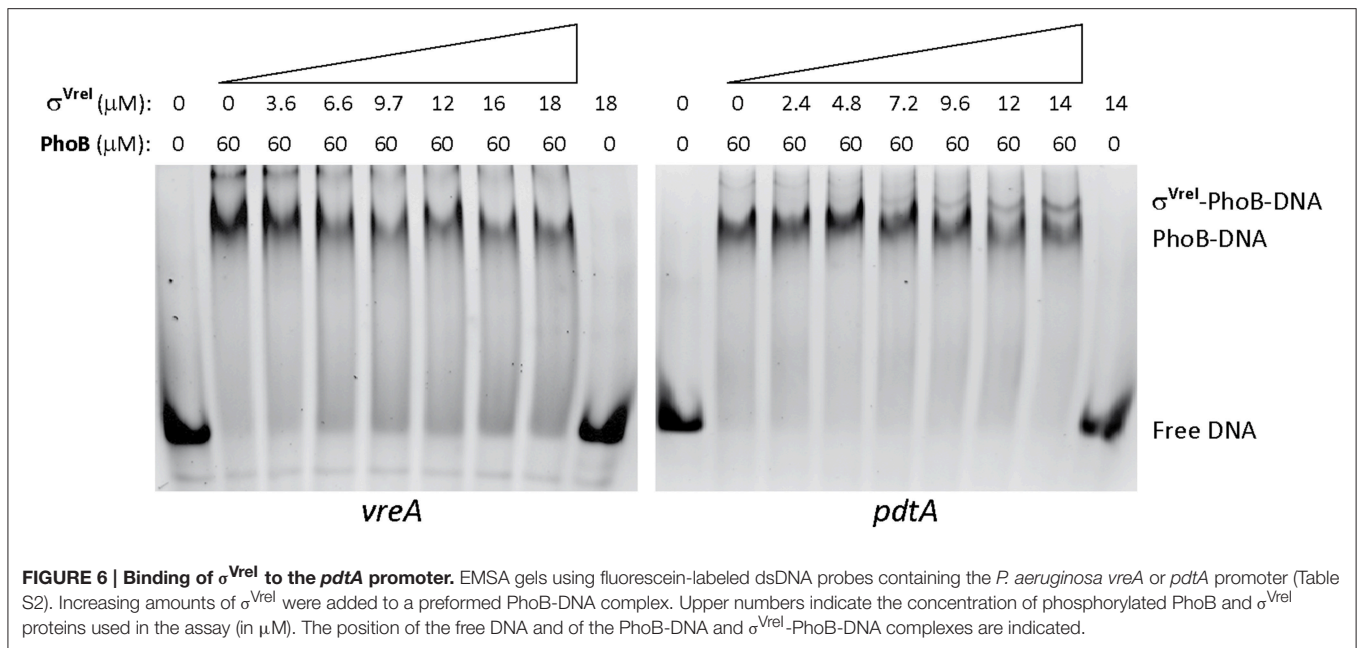 σVreI (μM): 0 0 3.6 6.6 9.7 12 16 18 18 0 0 2.4 4.8 7.2 9.6 12 14 14
PhoB (μM): 0 60 60 60 60 60 60 60 0 0 60 60 60 60 60 60 60 0
σVreI-PhoB-DNA
PhoB-DNA
Free DNA
vreA pdtA
FIGURE 6 | Binding of σVreI to the pdtA promoter. EMSA gels using fluorescein-labeled dsDNA probes containing the P. aeruginosa vreA or pdtA promoter (Table
S2). Increasing amounts of σVreI were added to a preformed PhoB-DNA complex. Upper numbers indicate the concentration of phosphorylated PhoB and σVreI
proteins used in the assay (in μM). The position of the free DNA and of the PhoB-DNA and σVreI-PhoB-DNA complexes are indicated.